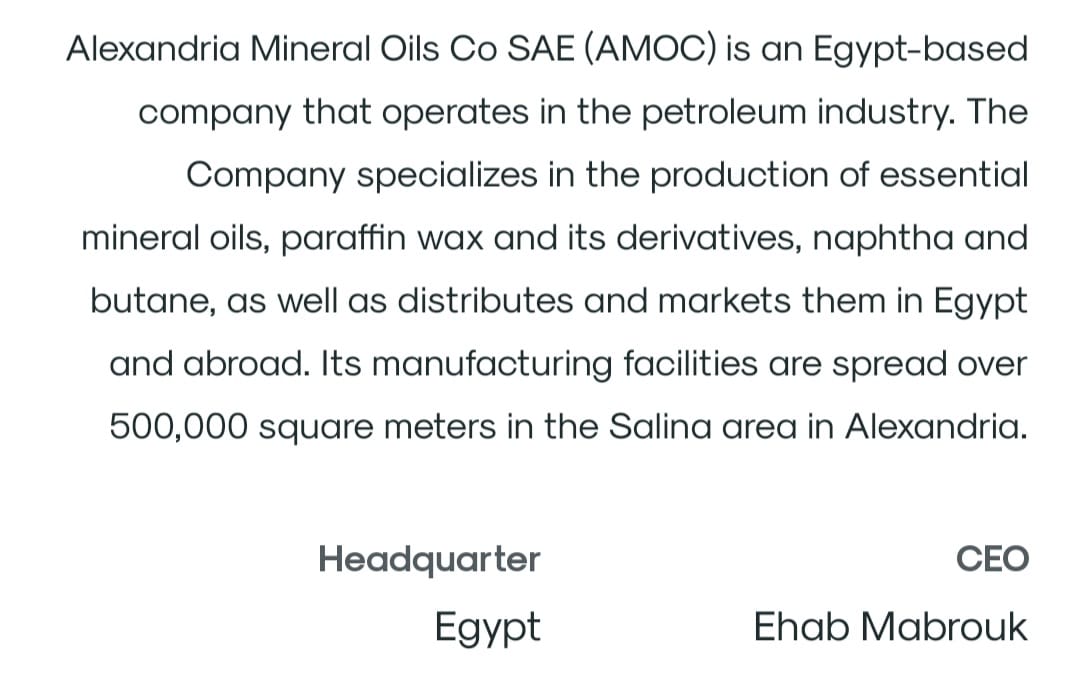 Alexandria Mineral Oils Co SAE (AMOC) is an Egypt-based
company that operates in the petroleum industry. The
Company specializes in the production of essential
mineral oils, paraffin wax and its derivatives, naphtha and
butane, as well as distributes and markets them in Egypt
and abroad. Its manufacturing facilities are spread over
500,000 square meters in the Salina area in Alexandria.
Headquarter
Egypt
CEO
Ehab Mabrouk